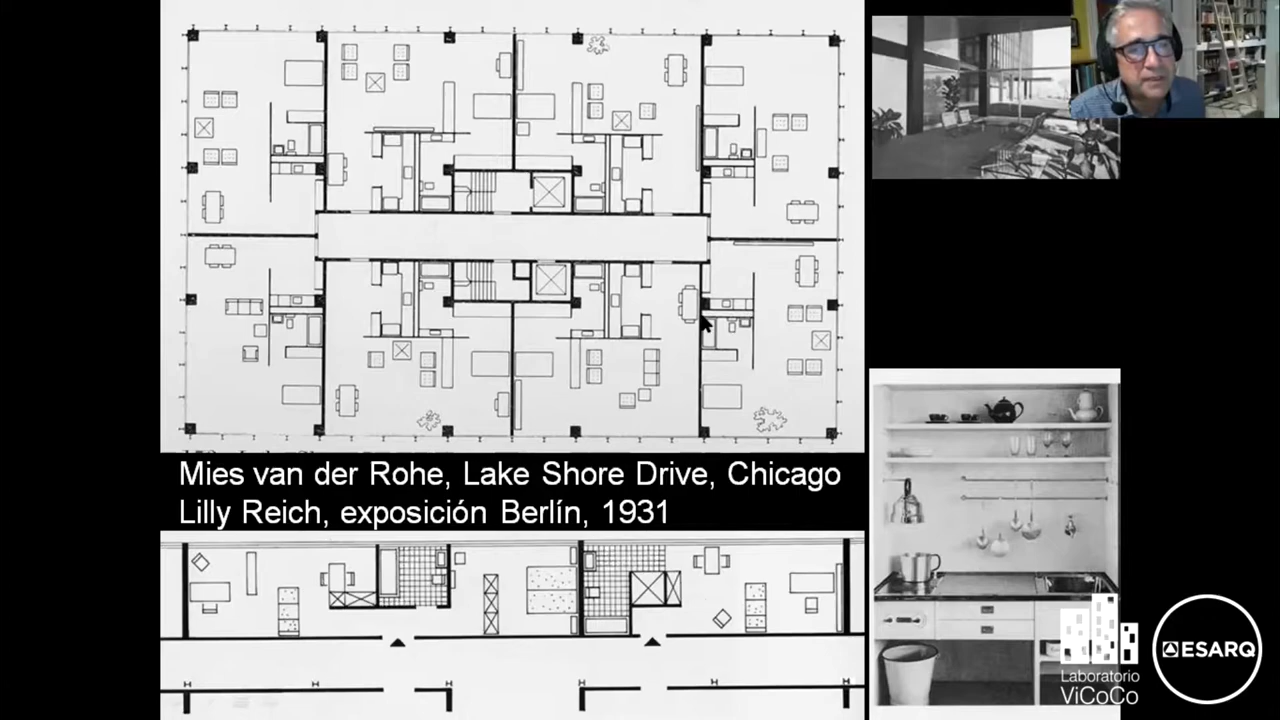 Mies van der Rohe, Lake Shore Drive, Chicago
Lilly Reich, exposición Berlín, 1931
Laboratorio
ViCoCo
ESARQ